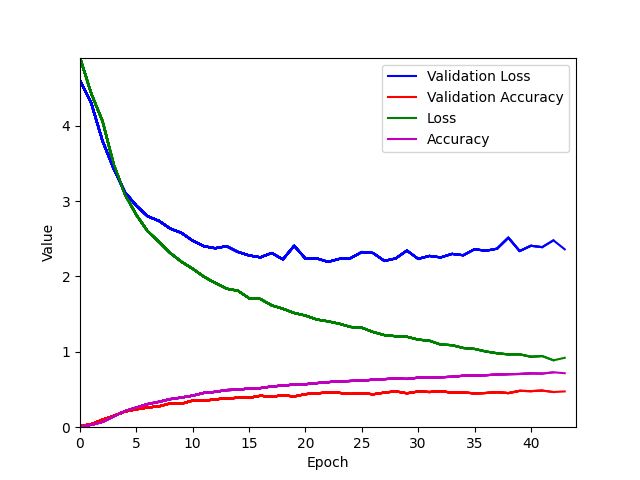 Validation Loss
Validation Accuracy
Loss
Accuracy
Value
4
3
2
1
0
0 5 10 15 20 25 30 35 40
Epoch